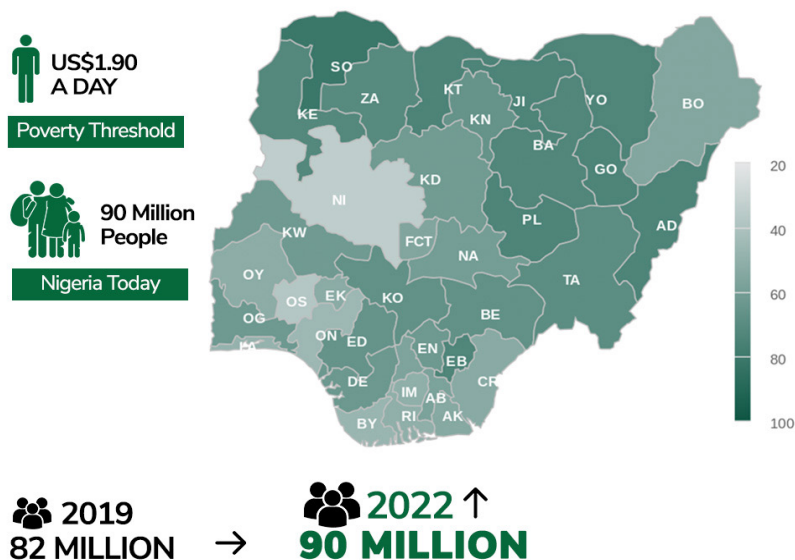 US$1.90
A DAY
Poverty Threshold
90 Million
People
Nigeria Today
SO
ZA
KE
KT
KN
JI
YO
BO
BA
GO
KD
NI
PL
AD
FCT
NA
TA
KW
OY
OS
EK
KO
BE
OG
ON
ED
EN
EB
LA
DE
IM
AB
CR
BY
RI
AK
20
40
60
80
100
2019
82 MILLION
→
2022 ↑
90 MILLION